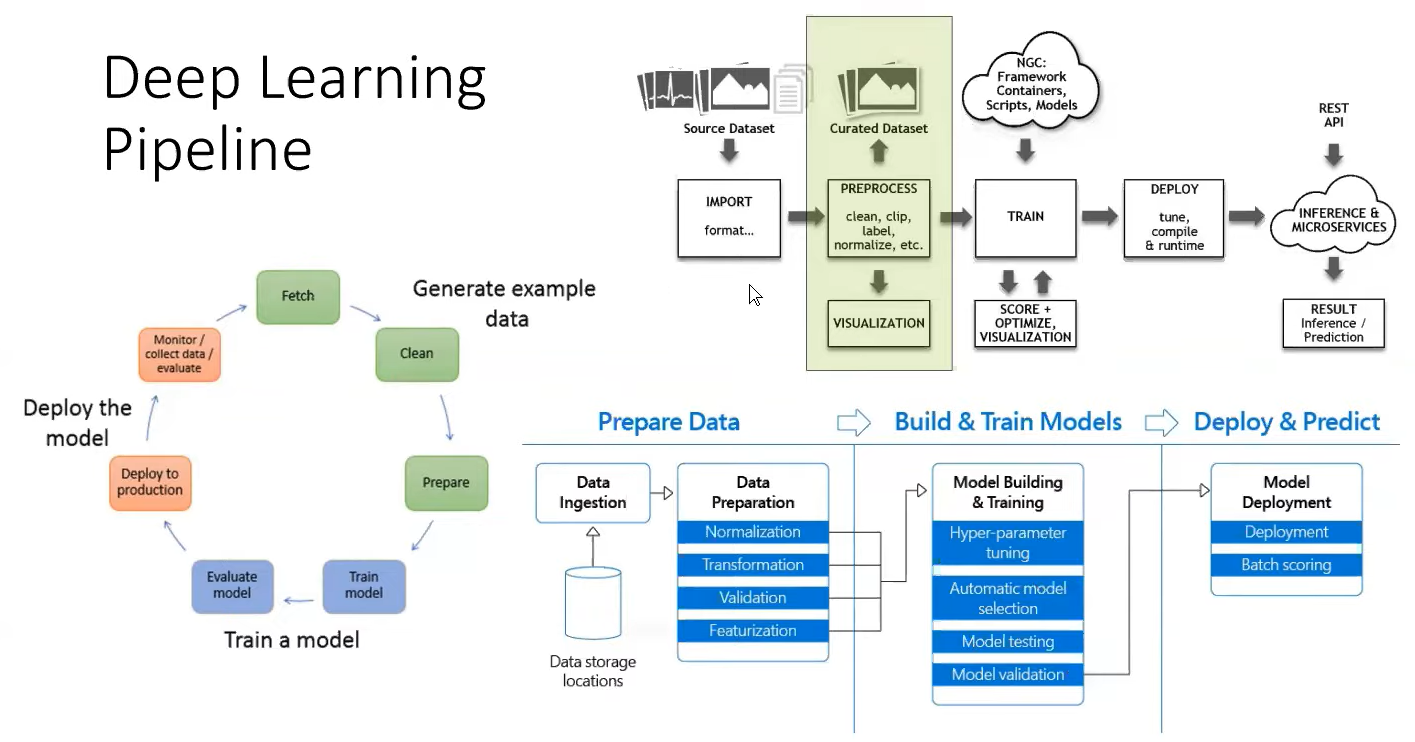 Deep Learning
Pipeline
Source Dataset
Curated Dataset
NGC:
Framework
Containers,
Scripts, Models
REST
API
IMPORT
format...
PREPROCESS
clean, clip,
label,
normalize, etc.
TRAIN
DEPLOY
tune,
compile
& runtime
INFERENCE &
MICROSERVICES
VISUALIZATION
SCORE +
OPTIMIZE,
VISUALIZATION
RESULT
Inference /
Prediction
Fetch
Generate example
data
Clean
Prepare
Train
model
Evaluate
model
Train a model
Deploy to
production
Deploy the
model
Monitor /
collect data /
evaluate
Prepare Data
Build & Train Models
Deploy & Predict
Data
Ingestion
Data storage
locations
Data
Preparation
Normalization
Transformation
Validation
Featurization
Model Building
& Training
Hyper-parameter
tuning
Automatic model
selection
Model testing
Model validation
Model
Deployment
Deployment
Batch scoring